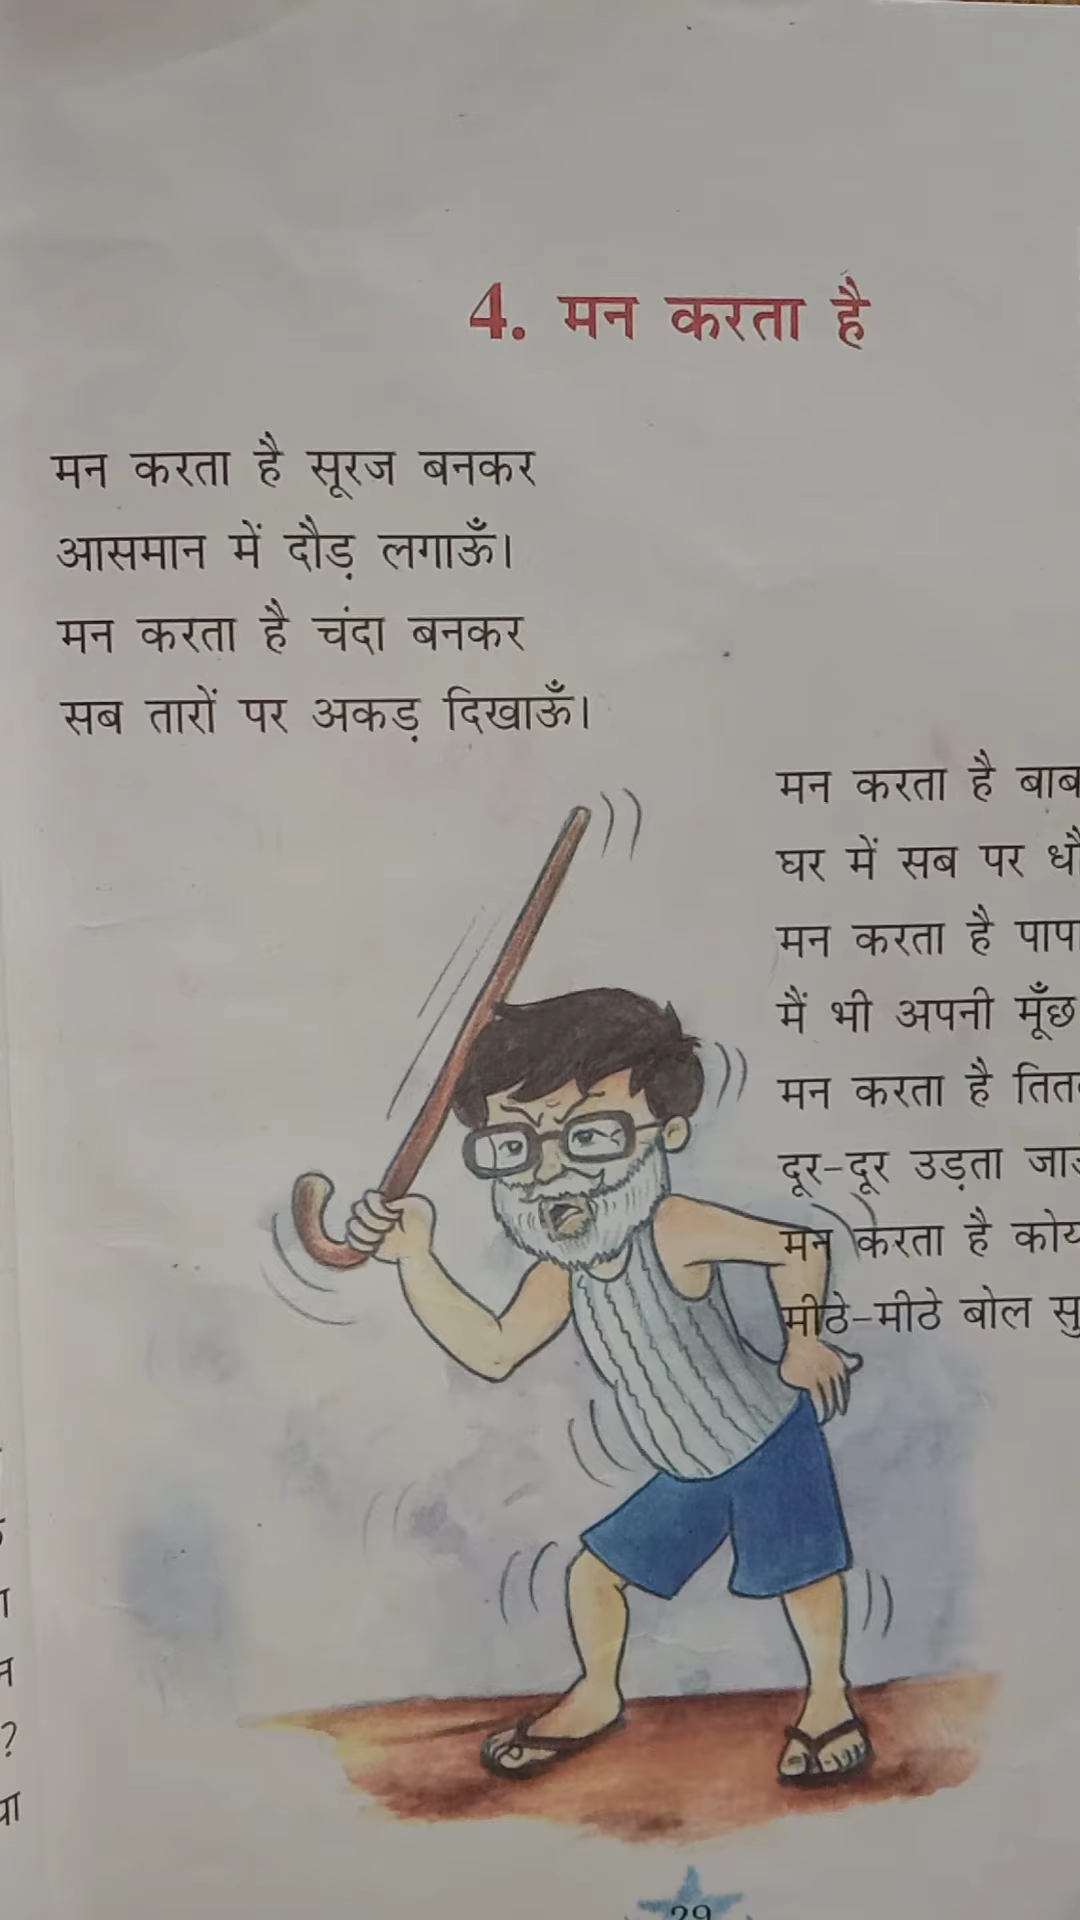 4. मन करता है
मन करता है सूरज बनकर
आसमान में दौड़ लगाऊँ।
मन करता है चंदा बनकर
सब तारों पर अकड़ दिखाऊँ।
मन करता है
घर में सब पर
मन करता है
मैं भी अपनी मूँछ
मन करता है
दूर-दूर उड़ता
मन करता है
मीठे-मीठे बोल
29